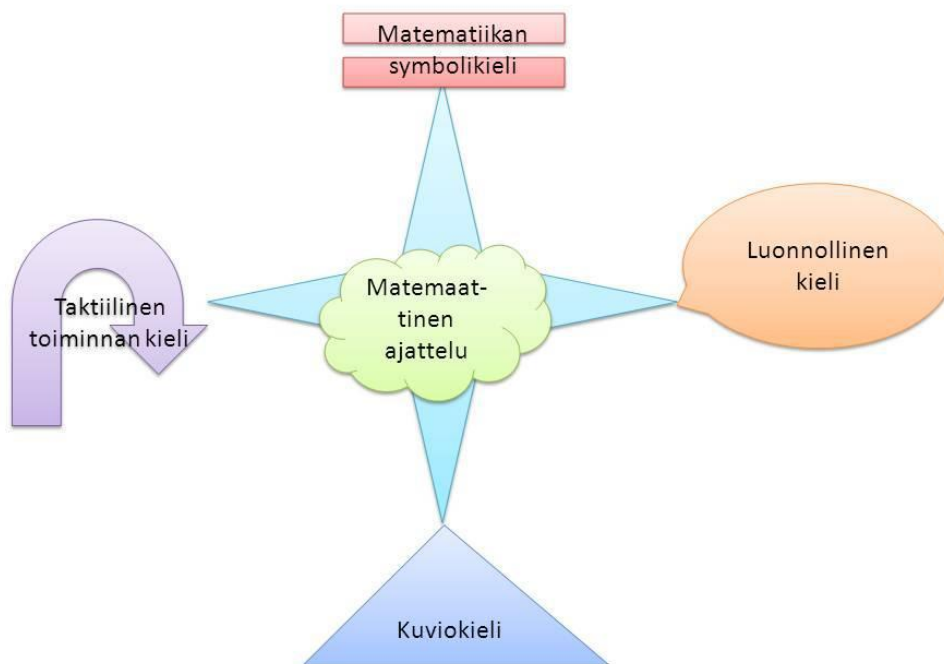 Matematiikan
symbolikieli
Luonnollinen
kieli
Matemaat-
tinen
ajattelu
Taktiilinen
toiminnan kieli
Kuviokieli